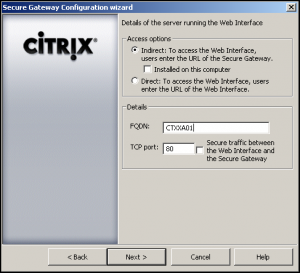 Secure Gateway Configuration wizard
CITRIX®
Details of the server running the Web Interface
Access options
Indirect: To access the Web Interface,
users enter the URL of the Secure Gateway.
Installed on this computer
Direct: To access the Web Interface, users
enter the URL of the Web Interface.
Details
FQDN: CTXXA01
TCP port: 80
Secure traffic between
the Web Interface and
the Secure Gateway
< Back Next > Cancel Help